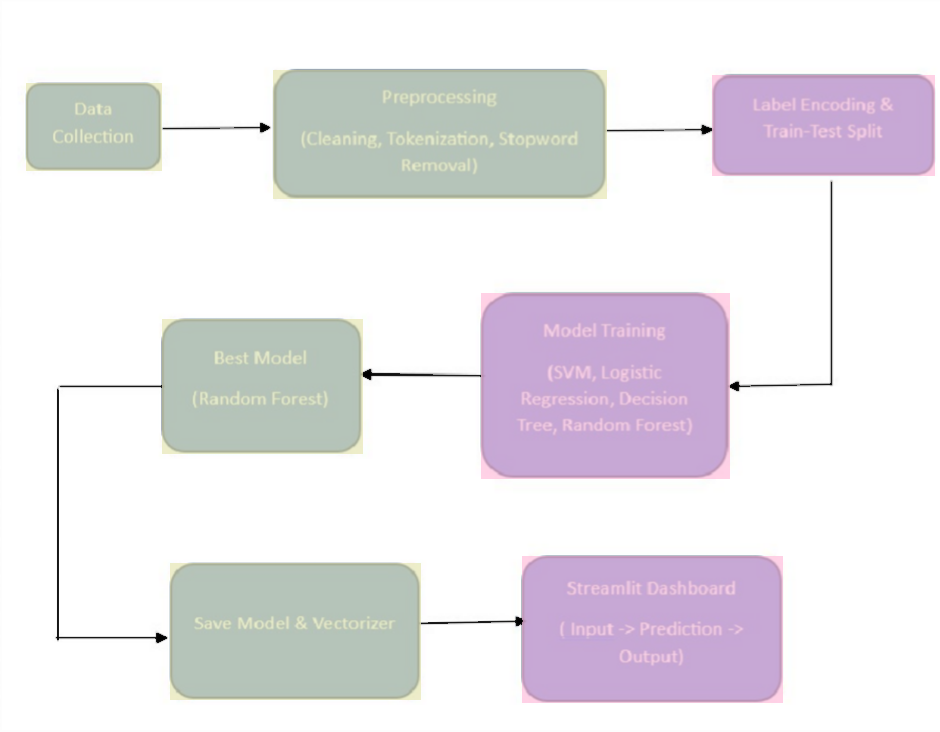 Data
Collection
Preprocessing
(Cleaning, Tokenization, Stopword
Removal)
Label Encoding &
Train-Test Split
Model Training
(SVM, Logistic
Regression, Decision
Tree, Random Forest)
Best Model
(Random Forest)
Save Model & Vectorizer
Streamlit Dashboard
( Input -> Prediction ->
Output)